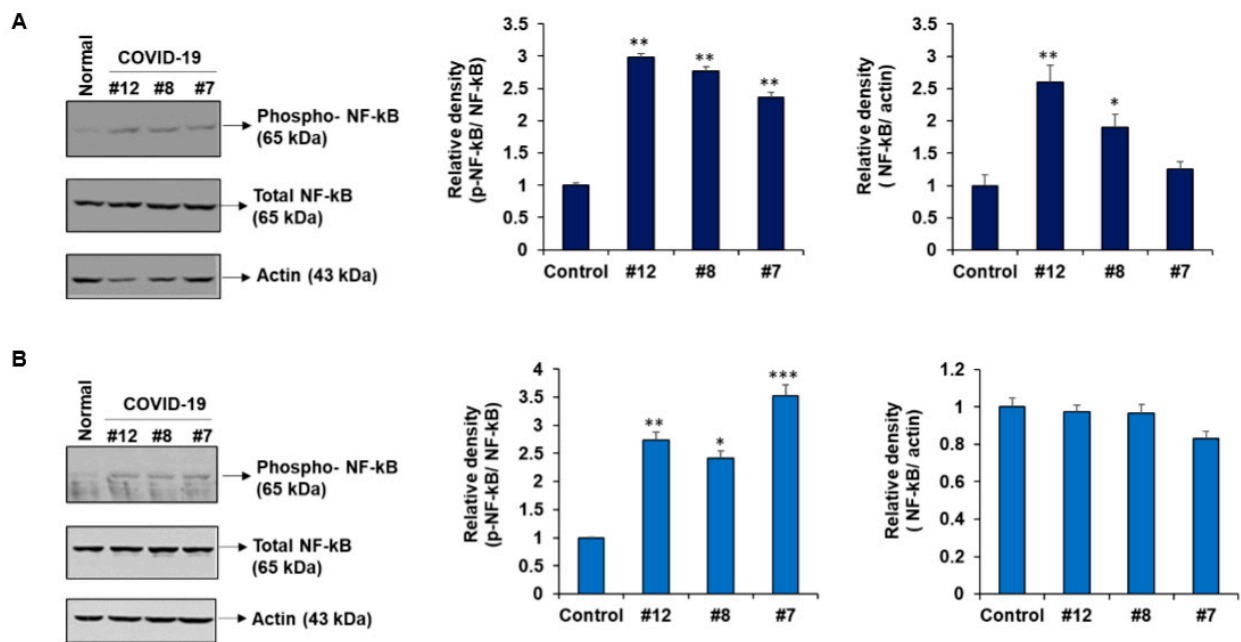 A
Normal
COVID-19
#12 #8 #7
Phospho- NF-kB
(65 kDa)
Total NF-kB
(65 kDa)
Actin (43 kDa)
Relative density
(p-NF-kB/ NF-kB)
3.5
3
2.5
2
1.5
1
0.5
0
** ** **
Control #12 #8 #7
Relative density
( NF-kB/ actin)
3.5
3
2.5
2
1.5
1
0.5
0
** *
Control #12 #8 #7
B
Normal
COVID-19
#12 #8 #7
Phospho- NF-kB
(65 kDa)
Total NF-kB
(65 kDa)
Actin (43 kDa)
Relative density
(p-NF-kB/ NF-kB)
4
3.5
3
2.5
2
1.5
1
0.5
0
** * ***
Control #12 #8 #7
Relative density
( NF-kB/ actin)
1.2
1
0.8
0.6
0.4
0.2
0
Control #12 #8 #7